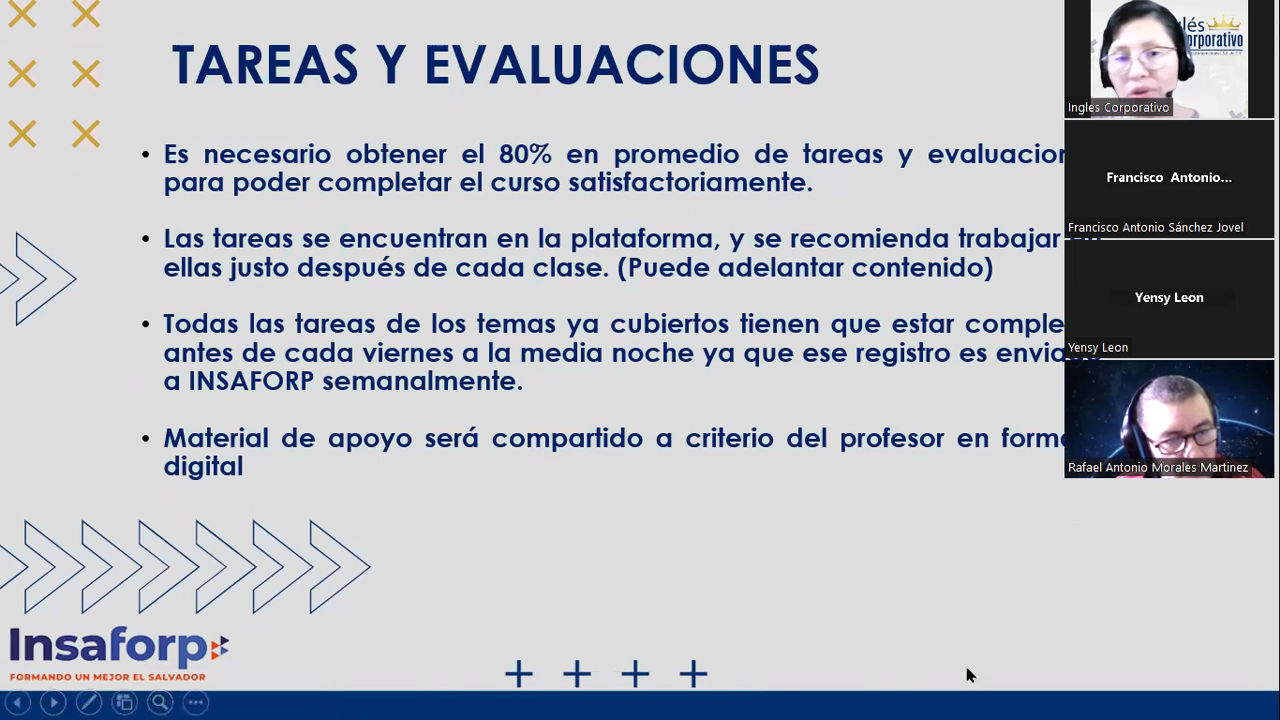 TAREAS Y EVALUACIONES
• Es necesario obtener el 80% en promedio de tareas y evaluacion
para poder completar el curso satisfactoriamente.
• Las tareas se encuentran en la plataforma, y se recomienda trabajar
ellas justo después de cada clase. (Puede adelantar contenido)
• Todas las tareas de los temas ya cubiertos tienen que estar comple
antes de cada viernes a la media noche ya que ese registro es envia
a INSAFORP semanalmente.
• Material de apoyo será compartido a criterio del profesor en forma
digital
Insaforp
FORMANDO UN MEJOR EL SALVADOR
glés
orporativo
Ingles Corporativo
Francisco Antonio...
Francisco Antonio Sánchez Jovel
Yensy Leon
Yensy Leon
Rafael Antonio Morales Martinez